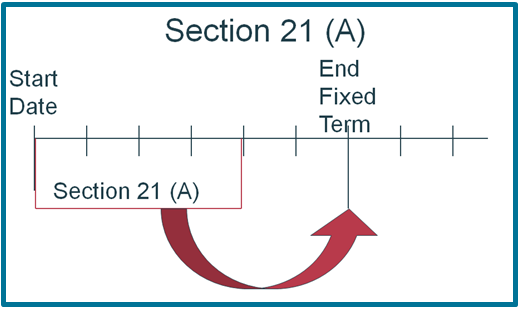 Section 21 (A)
Start
Date
End
Fixed
Term
Section 21 (A)